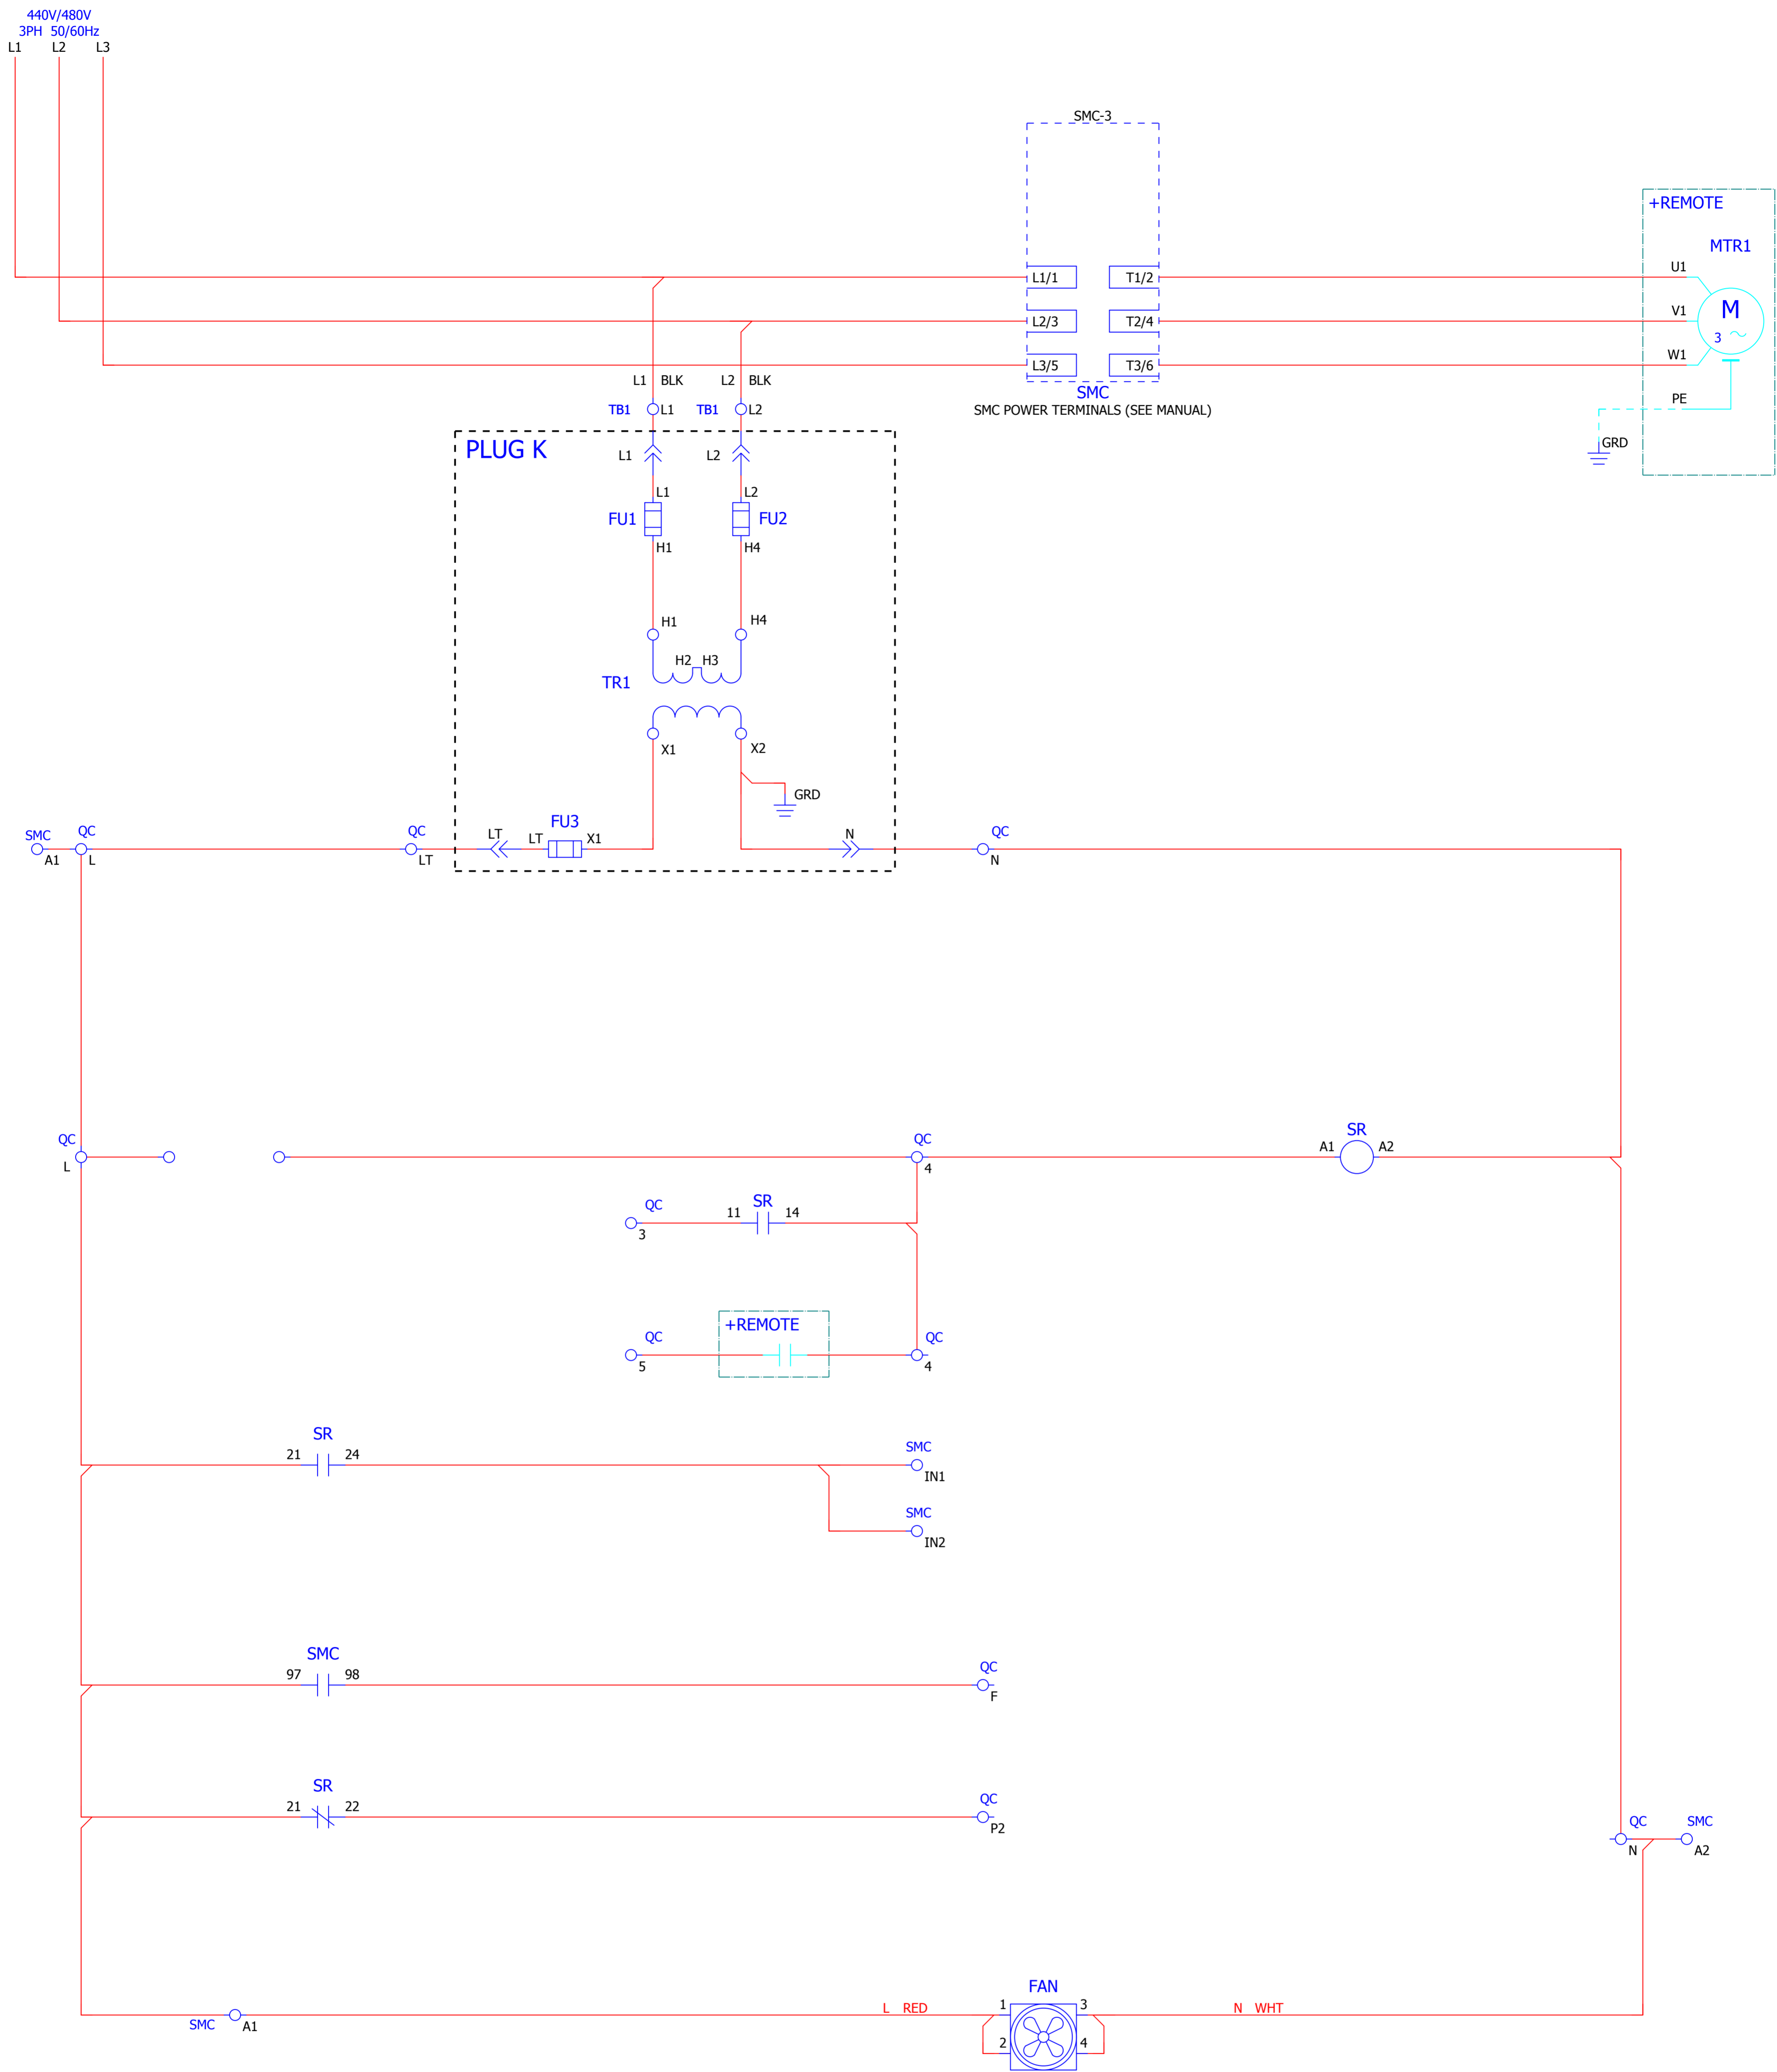 440V/480V
3PH 50/60Hz
L1 L2 L3
SMC-3
+REMOTE
MTR1
L1/1 T1/2 U1
L2/3 T2/4 V1
M
3
L3/5 T3/6 W1
L1 BLK L2 BLK
SMC
PE
TB1 L1 TB1 L2
SMC POWER TERMINALS (SEE MANUAL)
GRD
PLUG K
L1 L2
L1 L2
FU1 FU2
H1 H4
H1 H4
H2 H3
TR1
X1 X2
GRD
FU3
SMC QC QC LT LT X1 N QC
A1 L LT N
QC QC SR
A1 A2
L 4
QC SR
11 14
3
+REMOTE
QC QC
5 4
SR
21 24 SMC
IN1
SMC
IN2
SMC
97 98 QC
F
SR
21 22 QC
P2
QC SMC
N A2
FAN
L RED 1 3 N WHT
SMC A1
2 4